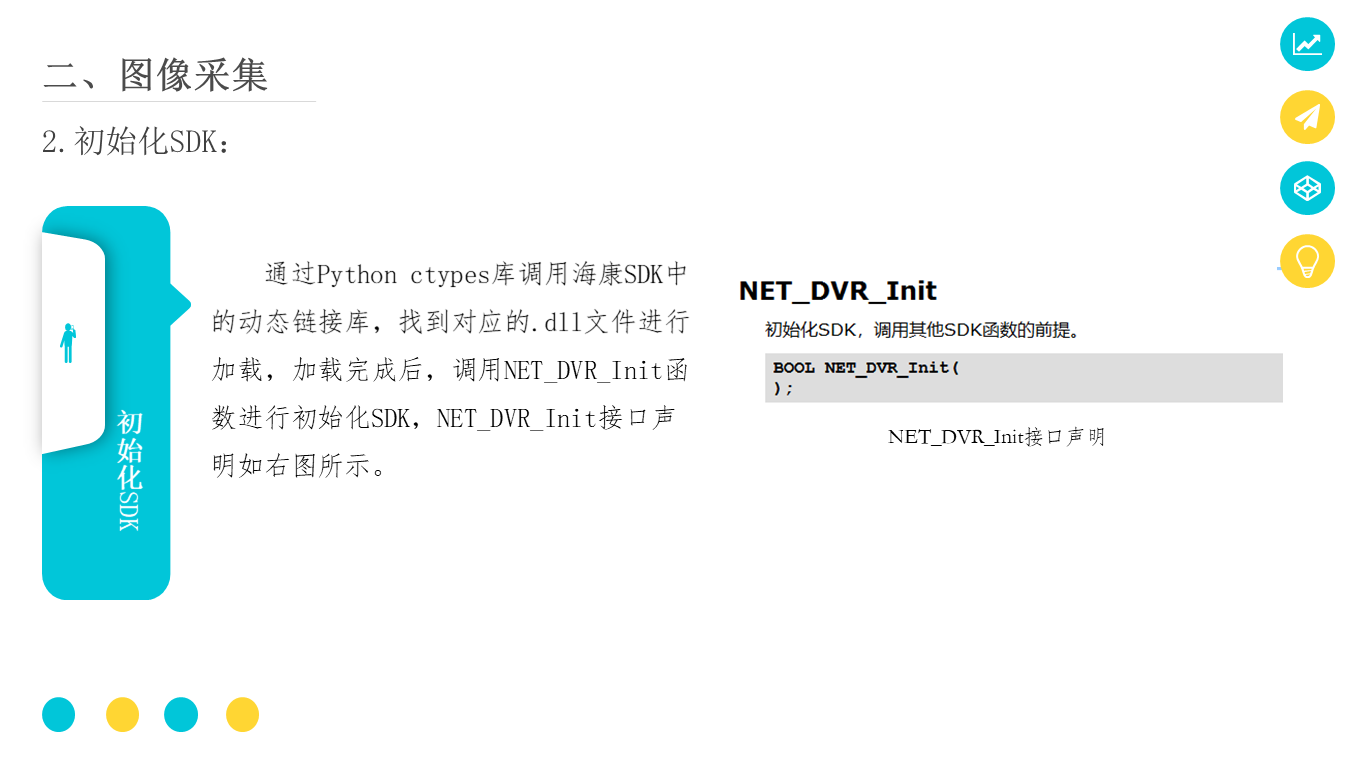 二、图像采集
2.初始化SDK：
初始化SDK
通过Python ctypes库调用海康SDK中
的动态链接库，找到对应的.dll文件进行
加载，加载完成后，调用NET_DVR_Init函
数进行初始化SDK，NET_DVR_Init接口声
明如右图所示。
NET_DVR_Init
初始化SDK，调用其他SDK函数的前提。
BOOL NET_DVR_Init(
);
NET_DVR_Init接口声明